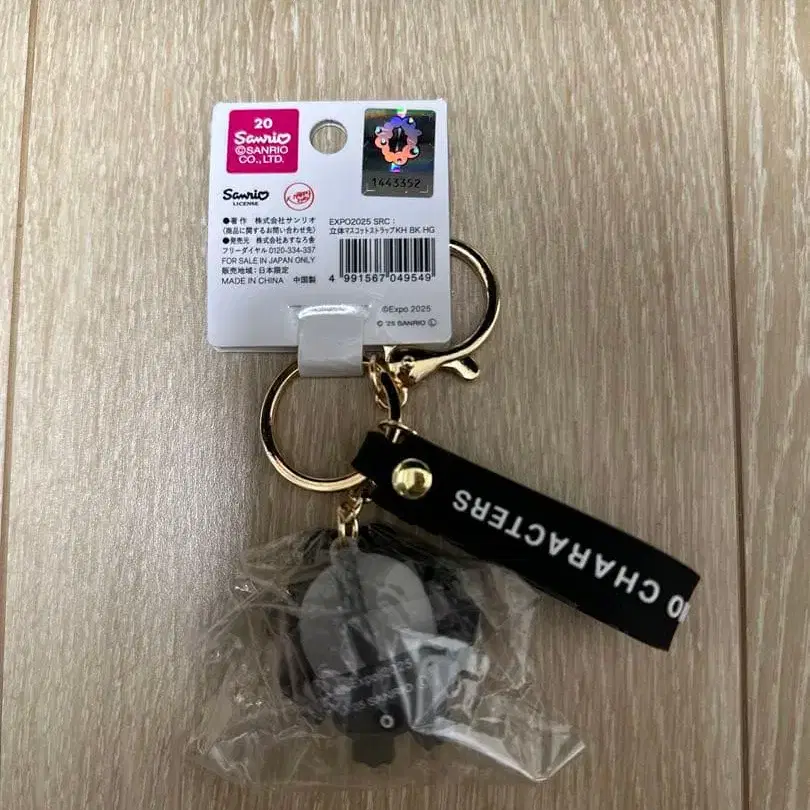 20
Sanrio
©SANRIO
CO., LTD.
1443352
Sanrio
LICENSE
●著作 株式会社サンリオ
(商品に関するお問い合わせ先)
●発売元 株式会社あすなろ舎
フリーダイヤル 0120-334-337
FOR SALE IN JAPAN ONLY
販売地域:日本限定
MADE IN CHINA 中国製
EXPO2025 SRC:
立体マスコットストラップKH BK HG
4 991567 049549
©Expo 2025
© '25 SANRIO Ⓛ
IO CHARACTERS
Expo2025
SANRIO Ⓛ